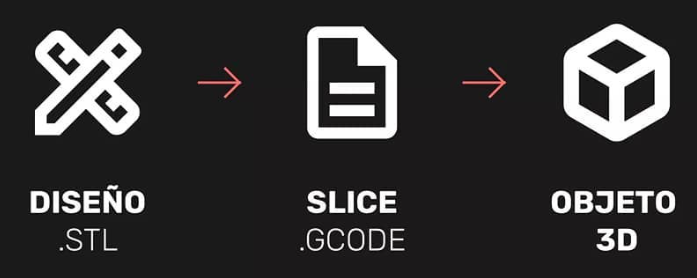 DISEÑO
.STL
SLICE
.GCODE
OBJETO
3D